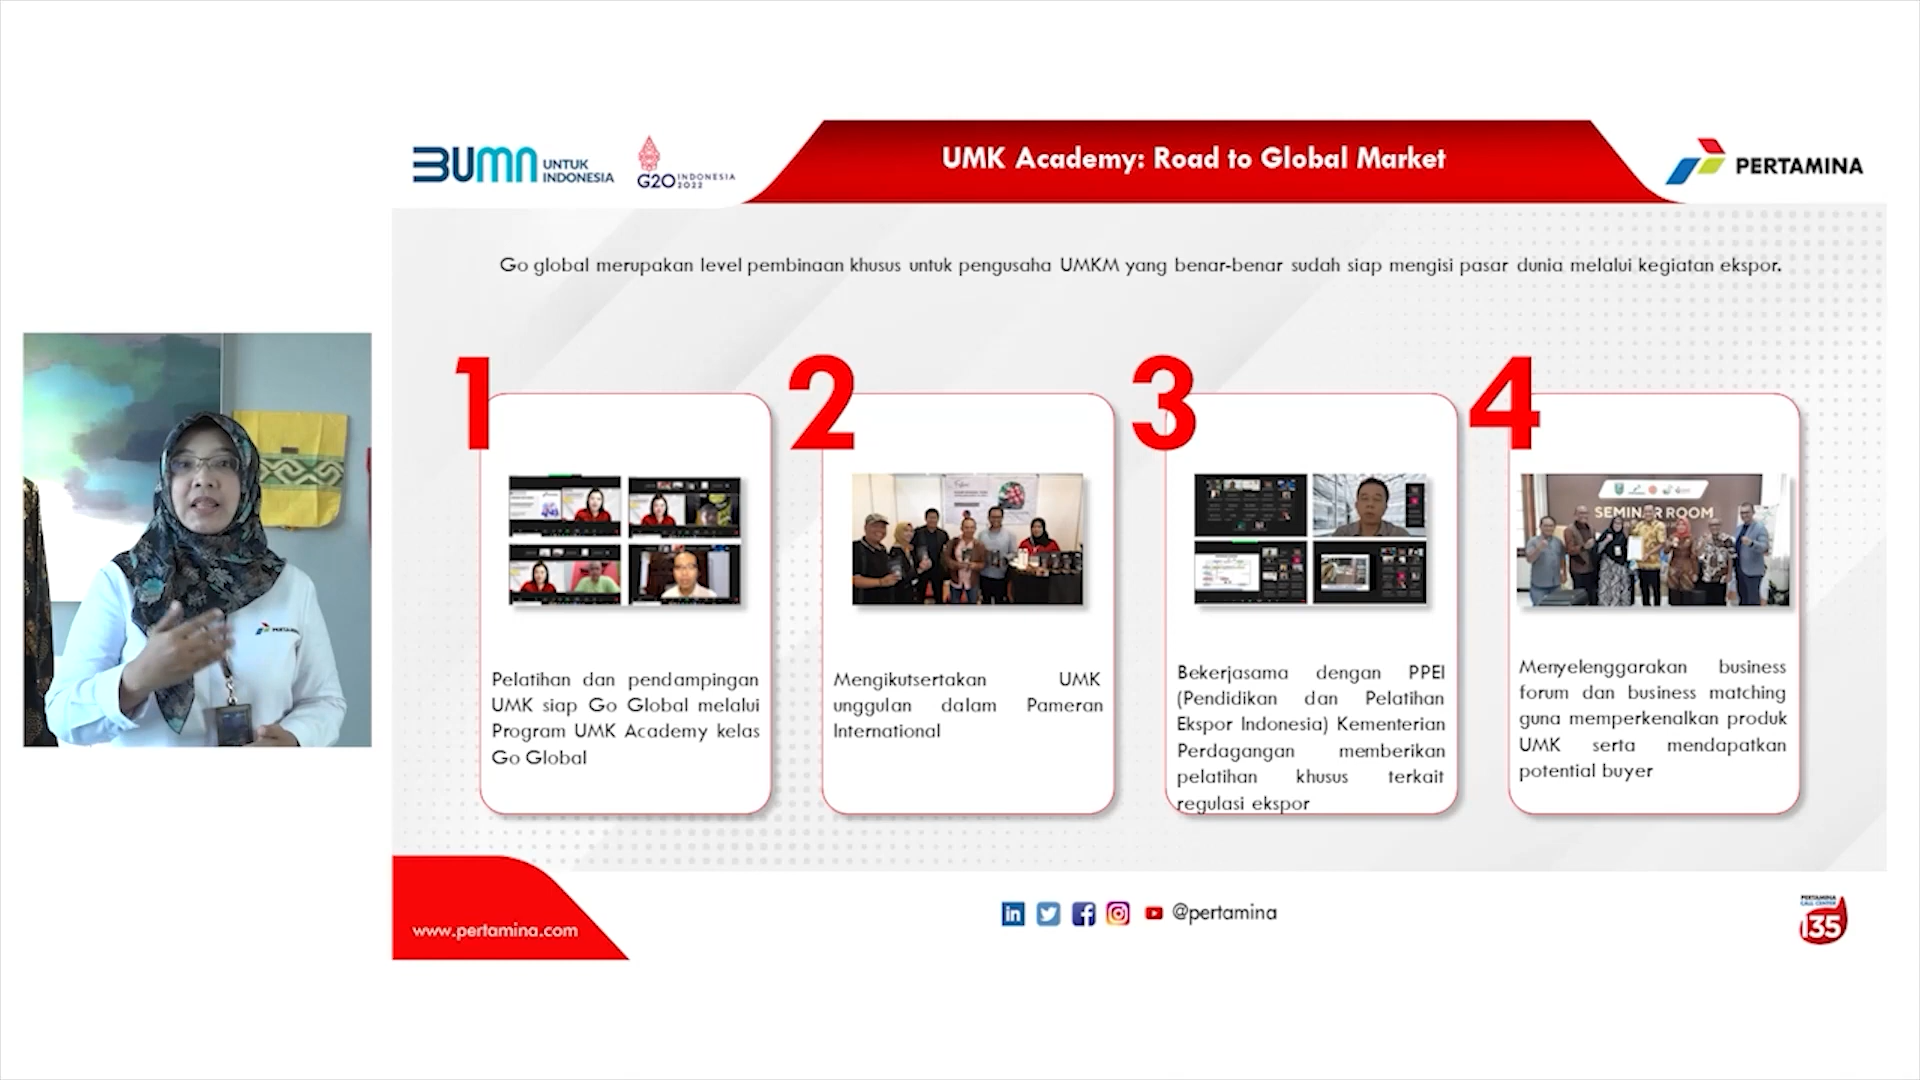 BUMN UNTUK INDONESIA
G20 INDONESIA 2022
UMK Academy: Road to Global Market
PERTAMINA
Go global merupakan level pembinaan khusus untuk pengusaha UMKM yang benar-benar sudah siap mengisi pasar dunia melalui kegiatan ekspor.
1
Pelatihan dan pendampingan
UMK siap Go Global melalui
Program UMK Academy kelas
Go Global
2
Mengikutsertakan UMK
unggulan dalam Pameran
International
3
Bekerjasama dengan PPEI
(Pendidikan dan Pelatihan
Ekspor Indonesia) Kementerian
Perdagangan memberikan
pelatihan khusus terkait
regulasi ekspor
4
SEMINAR ROOM
Menyelenggarakan business
forum dan business matching
guna memperkenalkan produk
UMK serta mendapatkan
potential buyer
PERTAMINA
www.pertamina.com
@pertamina
PERTAMINA
CALL CENTER
135